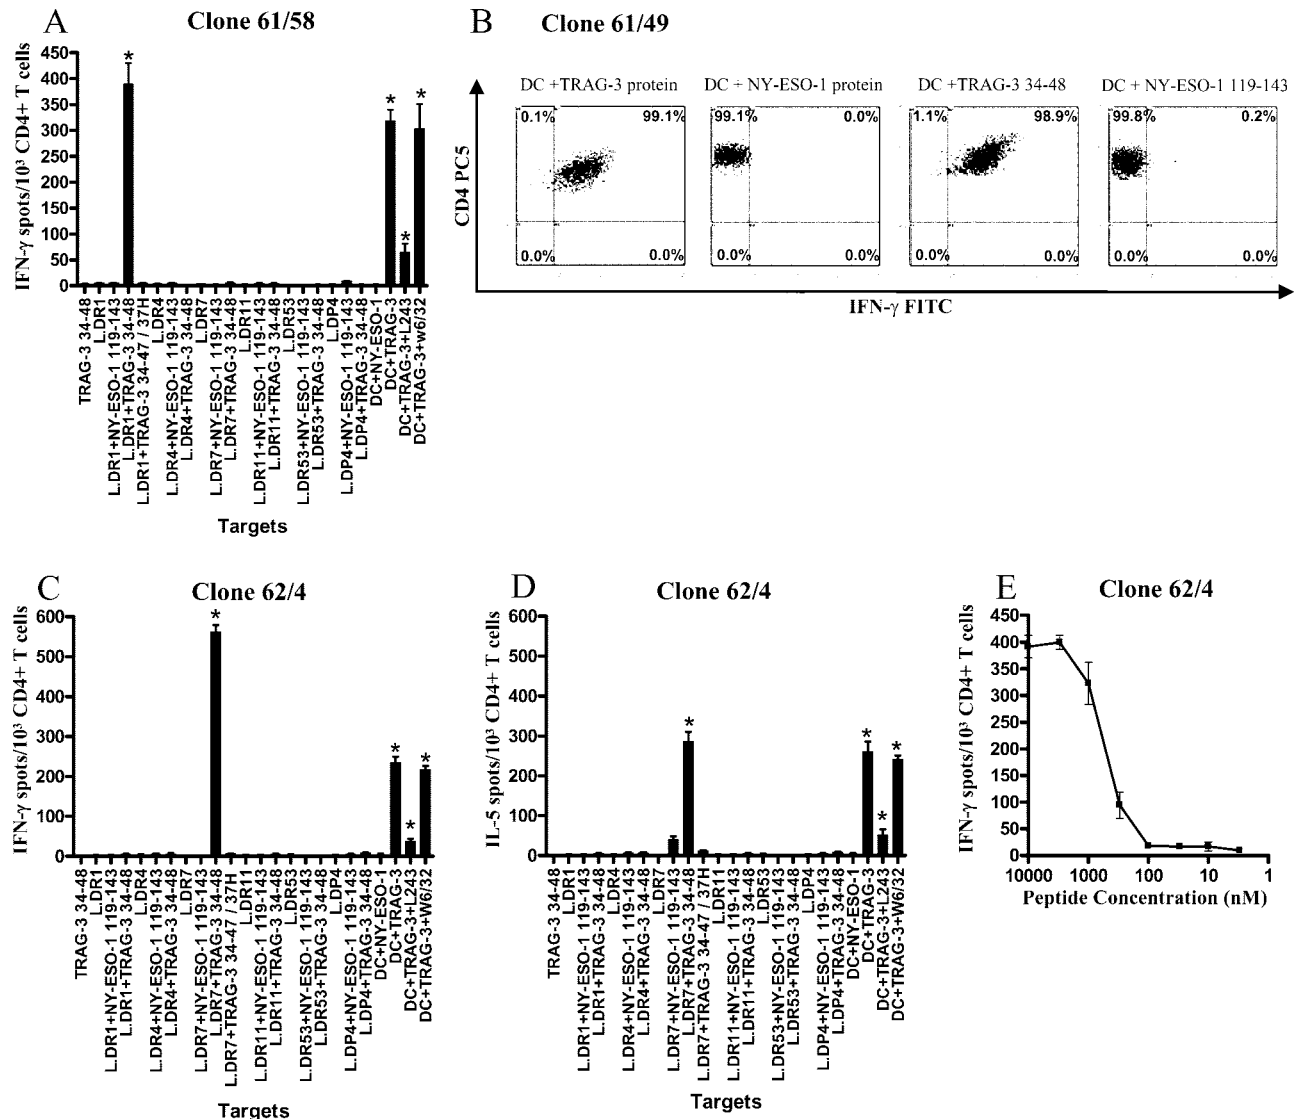 A
Clone 61/58
IFN-γ spots/10³ CD4+ T cells
450
400
350
300
250
200
150
100
50
0
TRAG-3 34-48
L.DR1
L.DR1+NY-ESO-1 119-143
L.DR1+TRAG-3 34-48
L.DR1+TRAG-3 34-47 / 37H
L.DR4
L.DR4+NY-ESO-1 119-143
L.DR4+TRAG-3 34-48
L.DR7
L.DR7+NY-ESO-1 119-143
L.DR7+TRAG-3 34-48
L.DR11
L.DR11+NY-ESO-1 119-143
L.DR11+TRAG-3 34-48
L.DR53
L.DR53+NY-ESO-1 119-143
L.DR53+TRAG-3 34-48
L.DP4
L.DP4+NY-ESO-1 119-143
L.DP4+TRAG-3 34-48
DC+NY-ESO-1
DC+TRAG-3
DC+TRAG-3+L243
DC+TRAG-3+w6/32
* * * *
Targets
B
Clone 61/49
DC +TRAG-3 protein
DC + NY-ESO-1 protein
DC +TRAG-3 34-48
DC + NY-ESO-1 119-143
0.1% 99.1%
0.0% 0.0%
99.1% 0.0%
0.0% 0.0%
1.1% 98.9%
0.0% 0.0%
99.8% 0.2%
0.0% 0.0%
CD4 PC5
IFN-γ FITC
C
Clone 62/4
IFN-γ spots/10³ CD4+ T cells
600
500
400
300
200
100
0
TRAG-3 34-48
L.DR1
L.DR1+NY-ESO-1 119-143
L.DR1+TRAG-3 34-48
L.DR4
L.DR4+NY-ESO-1 119-143
L.DR4+TRAG-3 34-48
L.DR7
L.DR7+NY-ESO-1 119-143
L.DR7+TRAG-3 34-48
L.DR7+TRAG-3 34-47 / 37H
L.DR11
L.DR11+NY-ESO-1 119-143
L.DR11+TRAG-3 34-48
L.DR53
L.DR53+NY-ESO-1 119-143
L.DR53+TRAG-3 34-48
L.DP4
L.DP4+NY-ESO-1 119-143
L.DP4+TRAG-3 34-48
DC+NY-ESO-1
DC+TRAG-3
DC+TRAG-3+L243
DC+TRAG-3+W6/32
* * * *
Targets
D
Clone 62/4
IL-5 spots/10³ CD4+ T cells
600
500
400
300
200
100
0
TRAG-3 34-48
L.DR1
L.DR1+NY-ESO-1 119-143
L.DR1+TRAG-3 34-48
L.DR4
L.DR4+NY-ESO-1 119-143
L.DR4+TRAG-3 34-48
L.DR7
L.DR7+NY-ESO-1 119-143
L.DR7+TRAG-3 34-48
L.DR7+TRAG-3 34-47 / 37H
L.DR11
L.DR11+NY-ESO-1 119-143
L.DR11+TRAG-3 34-48
L.DR53
L.DR53+NY-ESO-1 119-143
L.DR53+TRAG-3 34-48
L.DP4
L.DP4+NY-ESO-1 119-143
L.DP4+TRAG-3 34-48
DC+NY-ESO-1
DC+TRAG-3
DC+TRAG-3+L243
DC+TRAG-3+W6/32
* * * *
Targets
E
Clone 62/4
IFN-γ spots/10³ CD4+ T cells
450
400
350
300
250
200
150
100
50
0
10000 1000 100 10 1
Peptide Concentration (nM)